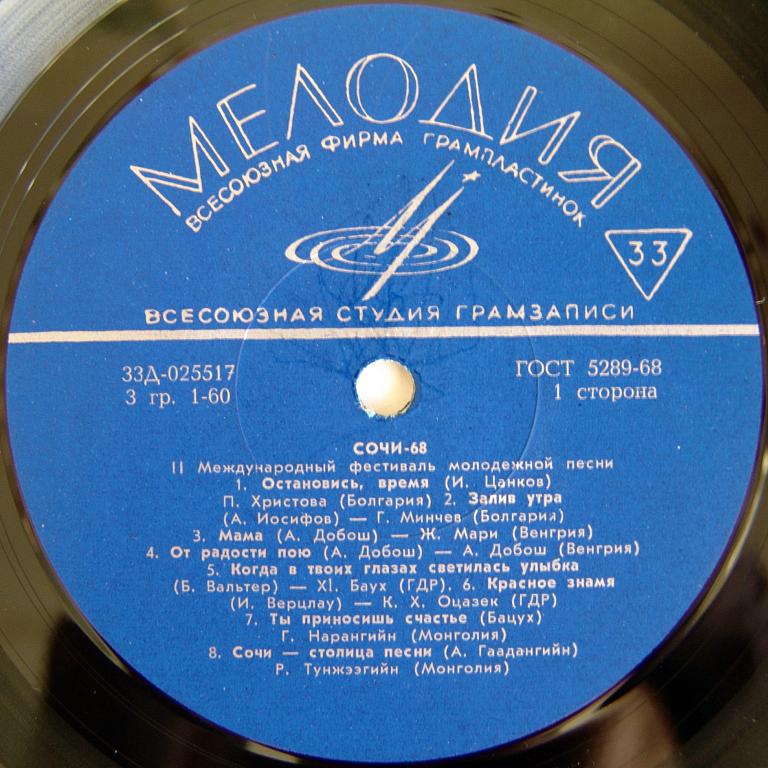 МЕЛОДИЯ
ВСЕСОЮЗНАЯ ФИРМА ГРАМПЛАСТИНОК
33
ВСЕСОЮЗНАЯ СТУДИЯ ГРАМЗАПИСИ
33Д-025517
ГОСТ 5289-68
3 гр. 1-60
1 сторона
СОЧИ-68
II Международный фестиваль молодежной песни
1. Остановись, время (И. Цанков)
П. Христова (Болгария) 2. Залив утра
(А. Иосифов) — Г. Минчев (Болгария)
3. Мама (А. Добош) — Ж. Мари (Венгрия)
4. От радости пою (А. Добош) — А. Добош (Венгрия)
5. Когда в твоих глазах светилась улыбка
(Б. Вальтер) — Хl. Баух (ГДР), 6. Красное знамя
(И. Верцлау) — К. Х. Оцазек (ГДР)
7. Ты приносишь счастье (Бацух)
Г. Нарангийн (Монголия)
8. Сочи — столица песни (А. Гаадангийн)
Р. Тунжээгийн (Монголия)